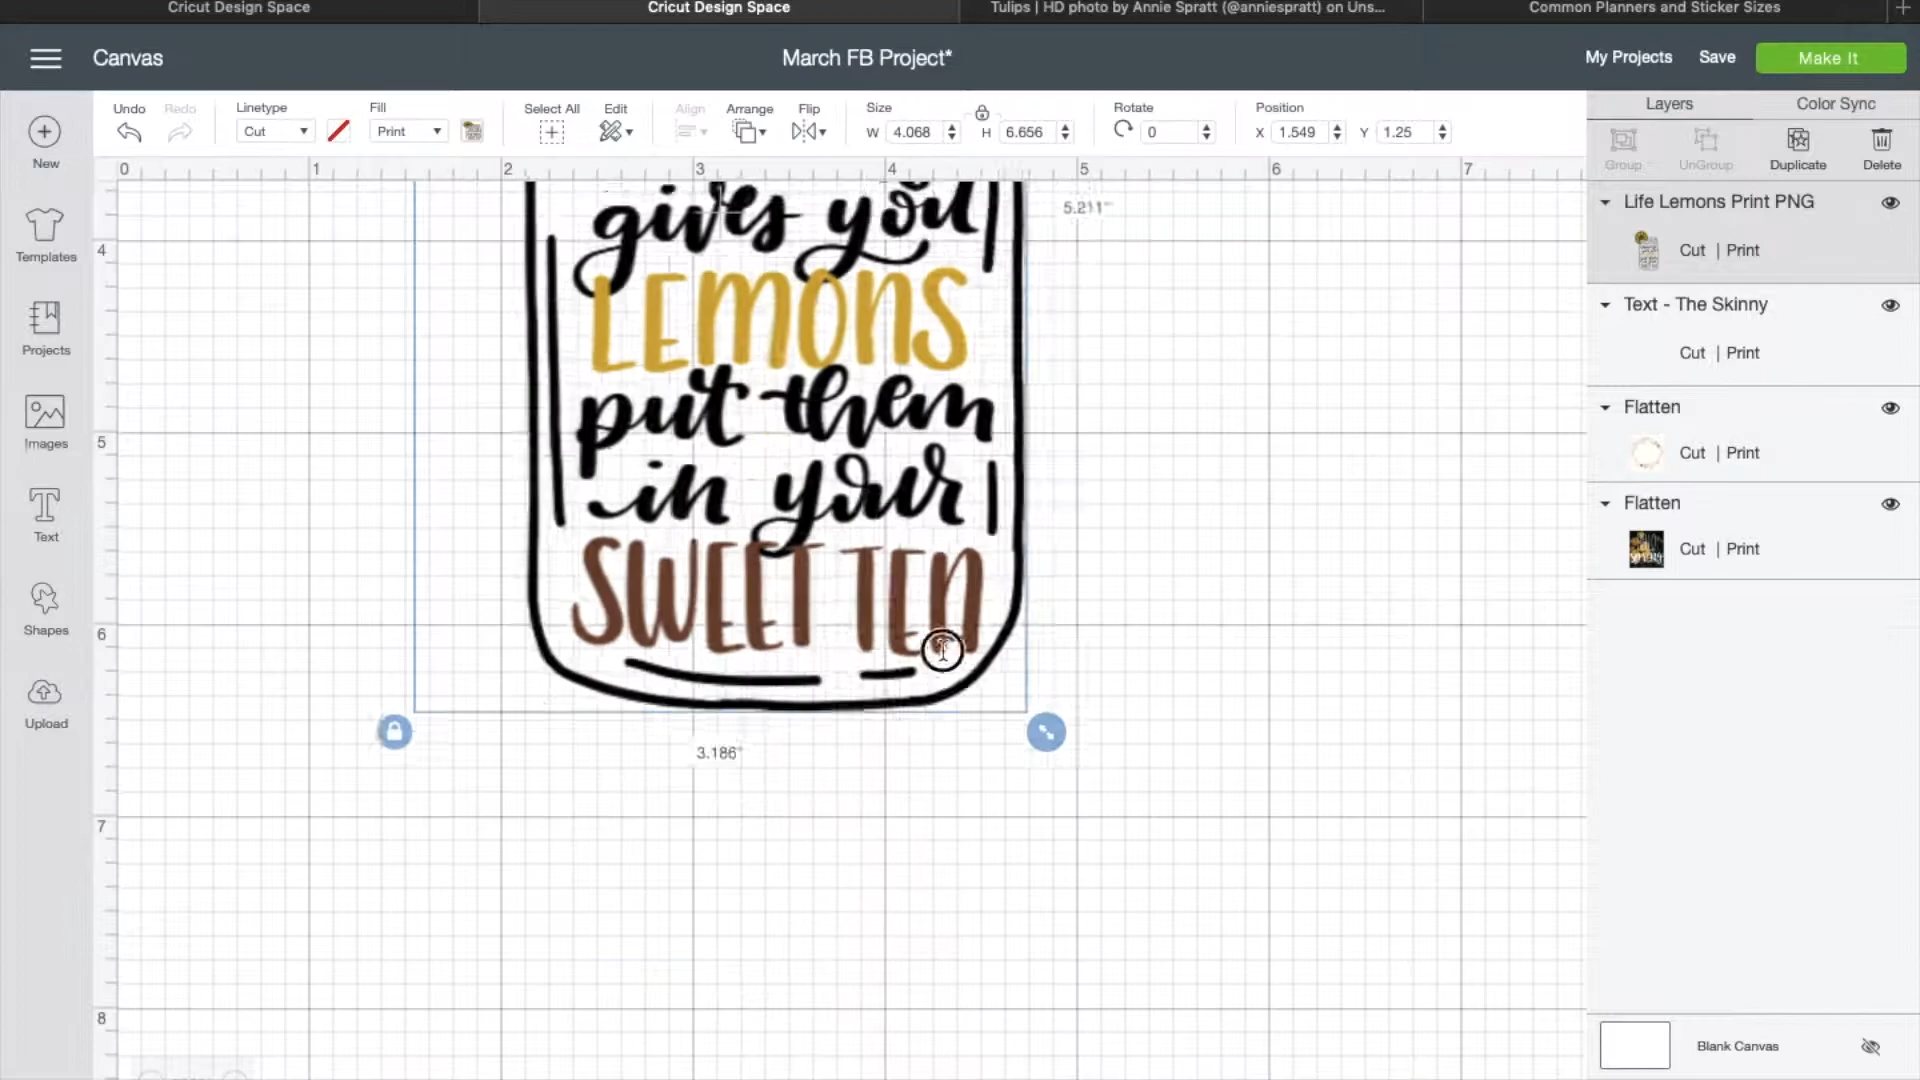 Cricut Design Space
Cricut Design Space
Tulips | HD photo by Annie Spratt (@anniespratt) on Uns...
Common Planners and Sticker Sizes
+
Canvas
March FB Project*
My Projects
Save
Make It
Undo
Redo
Linetype
Cut
Fill
Print
Select All
Edit
Align
Arrange
Flip
Size
W 4.068
H 6.656
Rotate
0
Position
X 1.549
Y 1.25
Layers
Color Sync
Group
UnGroup
Duplicate
Delete
New
Templates
Projects
Images
Text
Shapes
Upload
0 1 2 3 4 5 6 7
4
5
6
7
8
gives you
LEMONS
put them
in your
SWEET TEA
5.211"
3.186"
Life Lemons Print PNG
Cut | Print
Text - The Skinny
Cut | Print
Flatten
Cut | Print
Flatten
Cut | Print
Blank Canvas